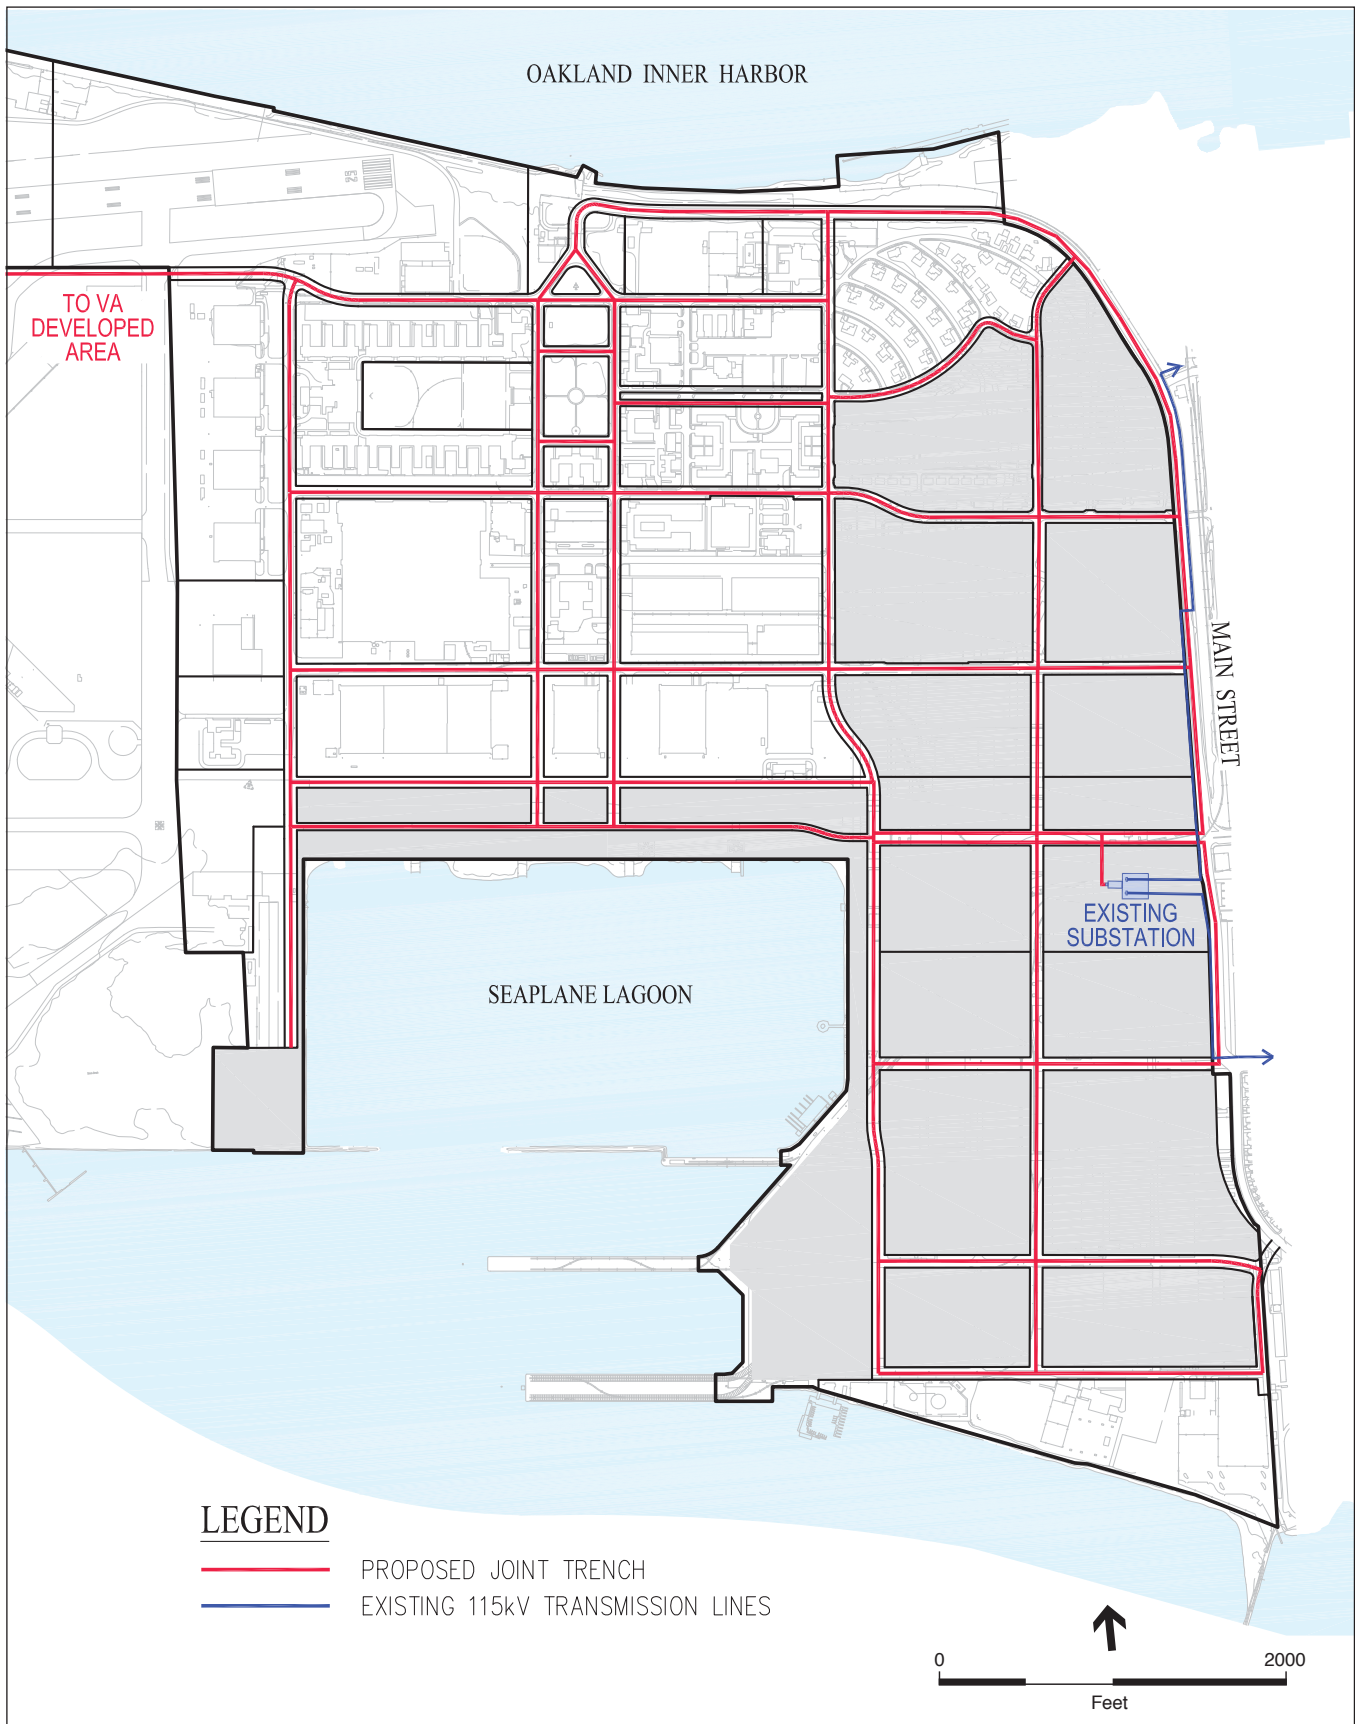 OAKLAND INNER HARBOR
TO VA
DEVELOPED
AREA
MAIN STREET
EXISTING
SUBSTATION
SEAPLANE LAGOON
LEGEND
PROPOSED JOINT TRENCH
EXISTING 115kV TRANSMISSION LINES
0 2000
Feet